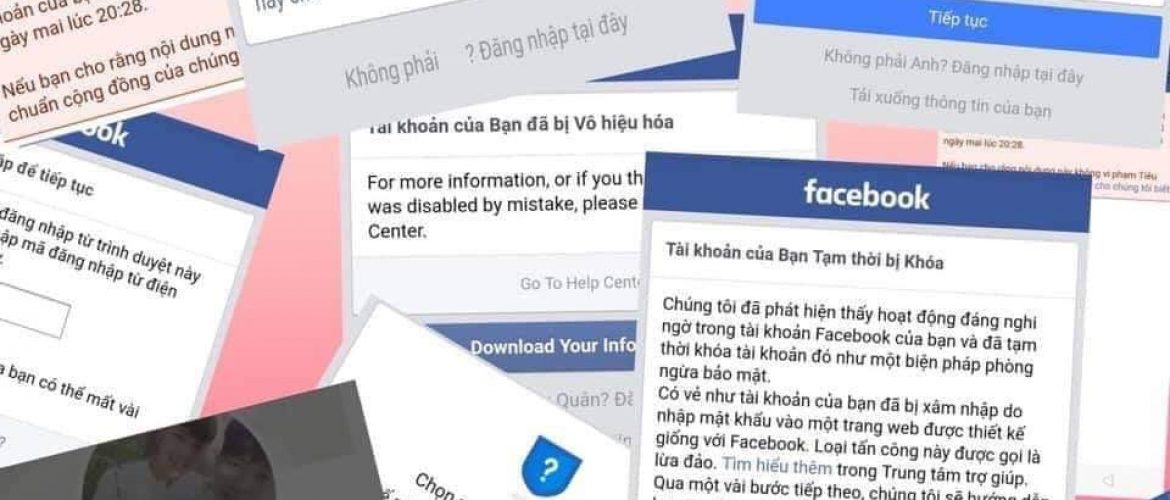 khoản của b
gày mai lúc 20:28.
Nếu bạn cho rằng nội dung n
chuẩn cộng đồng của chúng
Không phải ? Đăng nhập tại đây
Tiếp tục
Không phải Anh? Đăng nhập tại đây
Tải xuống thông tin của bạn
ngày mai lúc 20:28.
Nếu bạn cho rằng nội dung này không vi phạm Tiêu
cho chúng tôi biết
book
ập để tiếp tục
đăng nhập từ trình duyệt này
ập mã đăng nhập từ điện
a bạn có thể mất vài
?
Tài khoản của Bạn đã bị Vô hiệu hóa
For more information, or if you th
was disabled by mistake, please
Center.
Go To Help Cente
Download Your Info
Quân? Đă
Chọn
?
facebook
Tài khoản của Bạn Tạm thời bị Khóa
Chúng tôi đã phát hiện thấy hoạt động đáng nghi
ngờ trong tài khoản Facebook của bạn và đã tạm
thời khóa tài khoản đó như một biện pháp phòng
ngừa bảo mật.
Có vẻ như tài khoản của bạn đã bị xâm nhập do
nhập mật khẩu vào một trang web được thiết kế
giống với Facebook. Loại tấn công này được gọi là
lừa đảo. Tìm hiểu thêm trong Trung tâm trợ giúp.
Qua một vài bước tiếp theo, chúng tôi sẽ hướng dẫn